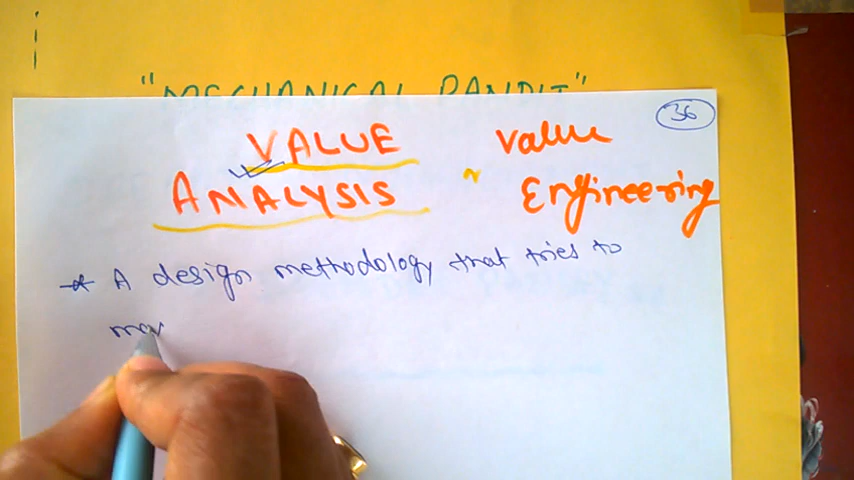 "MECHANICAL PANDIT"
36
VALUE
ANALYSIS
Value
Engineering
* A design methodology that tries to